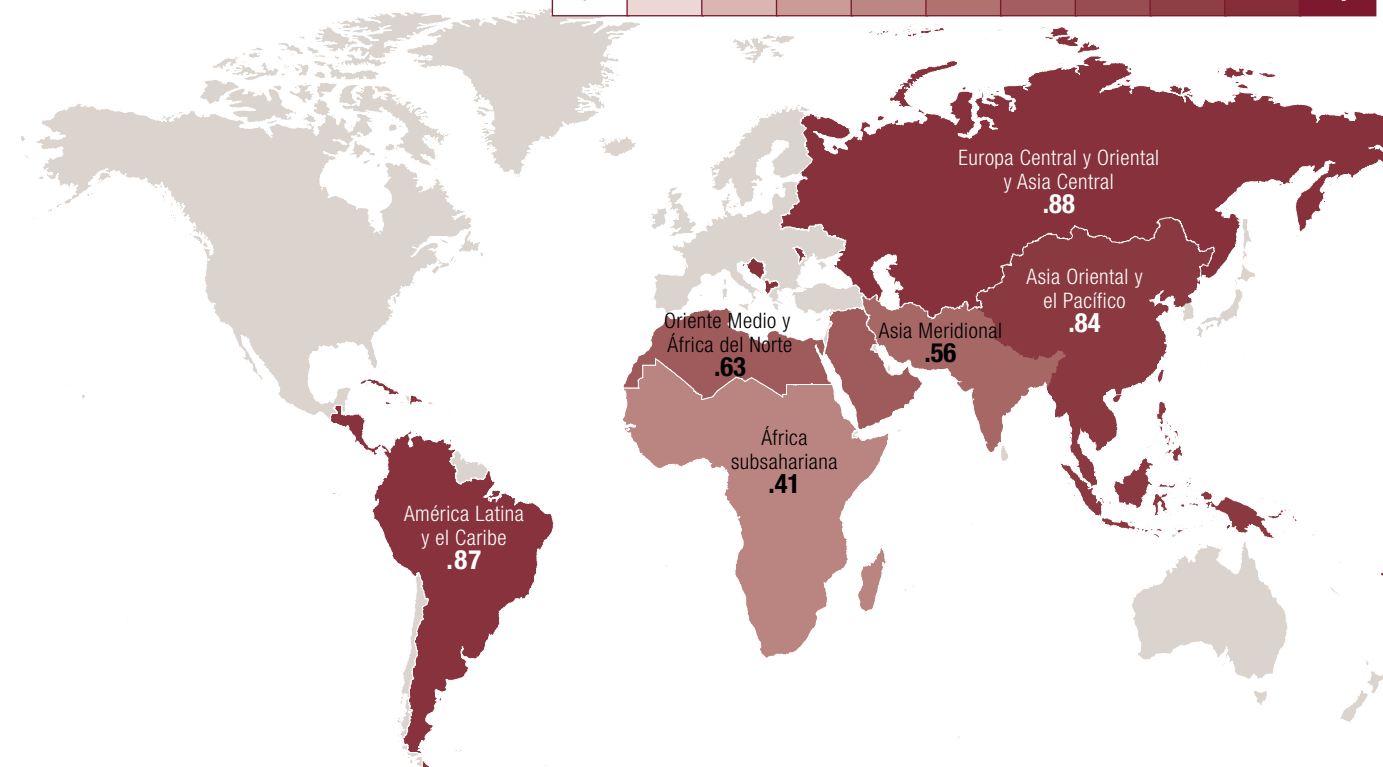 Europa Central y Oriental
y Asia Central
.88
Asia Oriental y
el Pacífico
.84
Oriente Medio y
África del Norte
.63
Asia Meridional
.56
África
subsahariana
.41
América Latina
y el Caribe
.87